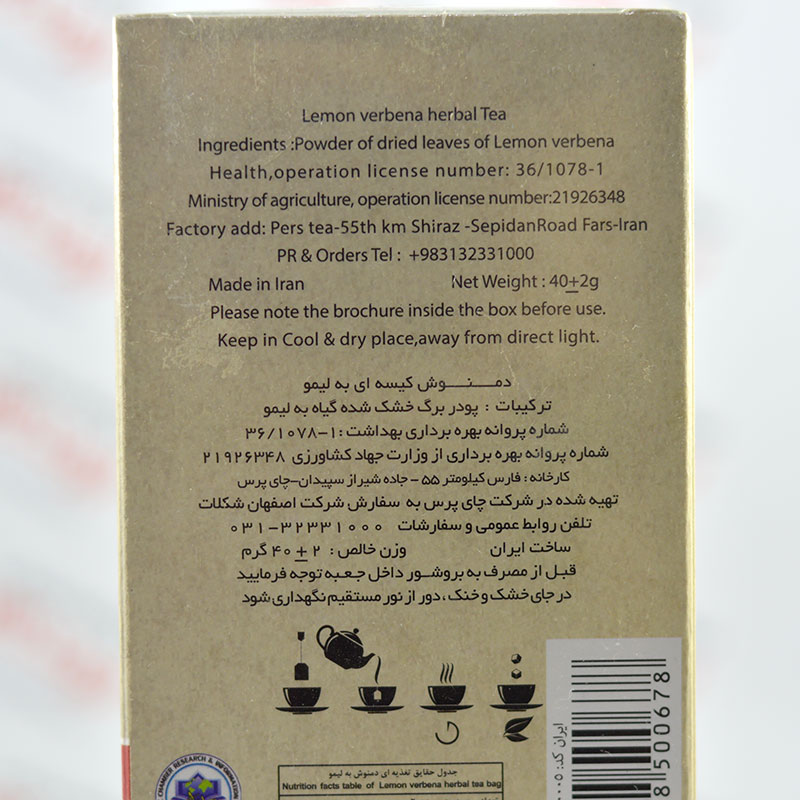 Lemon verbena herbal Tea
Ingredients :Powder of dried leaves of Lemon verbena
Health,operation license number: 36/1078-1
Ministry of agriculture, operation license number:21926348
Factory add: Pers tea-55th km Shiraz -SepidanRoad Fars-Iran
PR & Orders Tel : +983132331000
Made in Iran Net Weight : 40±2g
Please note the brochure inside the box before use.
Keep in Cool & dry place,away from direct light.
دمنـــوش کیسه ای به لیمو
ترکیبات : پودر برگ خشک شده گیاه به لیمو
شماره پروانه بهره برداری بهداشت :۱-۳۶/۱۰۷۸
شماره پروانه بهره برداری از وزارت جهاد کشاورزی ۲۱۹۲۶۳۴۸
کارخانه : فارس کیلومتر ۵۵ - جاده شیراز سپیدان-چای پرس
تهیه شده در شرکت چای پرس به سفارش شرکت اصفهان شکلات
تلفن روابط عمومی و سفارشات ۰۳۱-۳۲۳۳۱۰۰۰
ساخت ایران وزن خالص : ۲ ± ۴۰ گرم
قبل از مصرف به بروشور داخل جعبه توجه فرمایید
در جای خشک و خنک ، دور از نور مستقیم نگهداری شود
CHAMBER RESEARCH & INFORMATION
جدول حقایق تغذیه ای دمنوش به لیمو
Nutrition facts table of Lemon verbena herbal tea bag
ایران کد:
8 500678